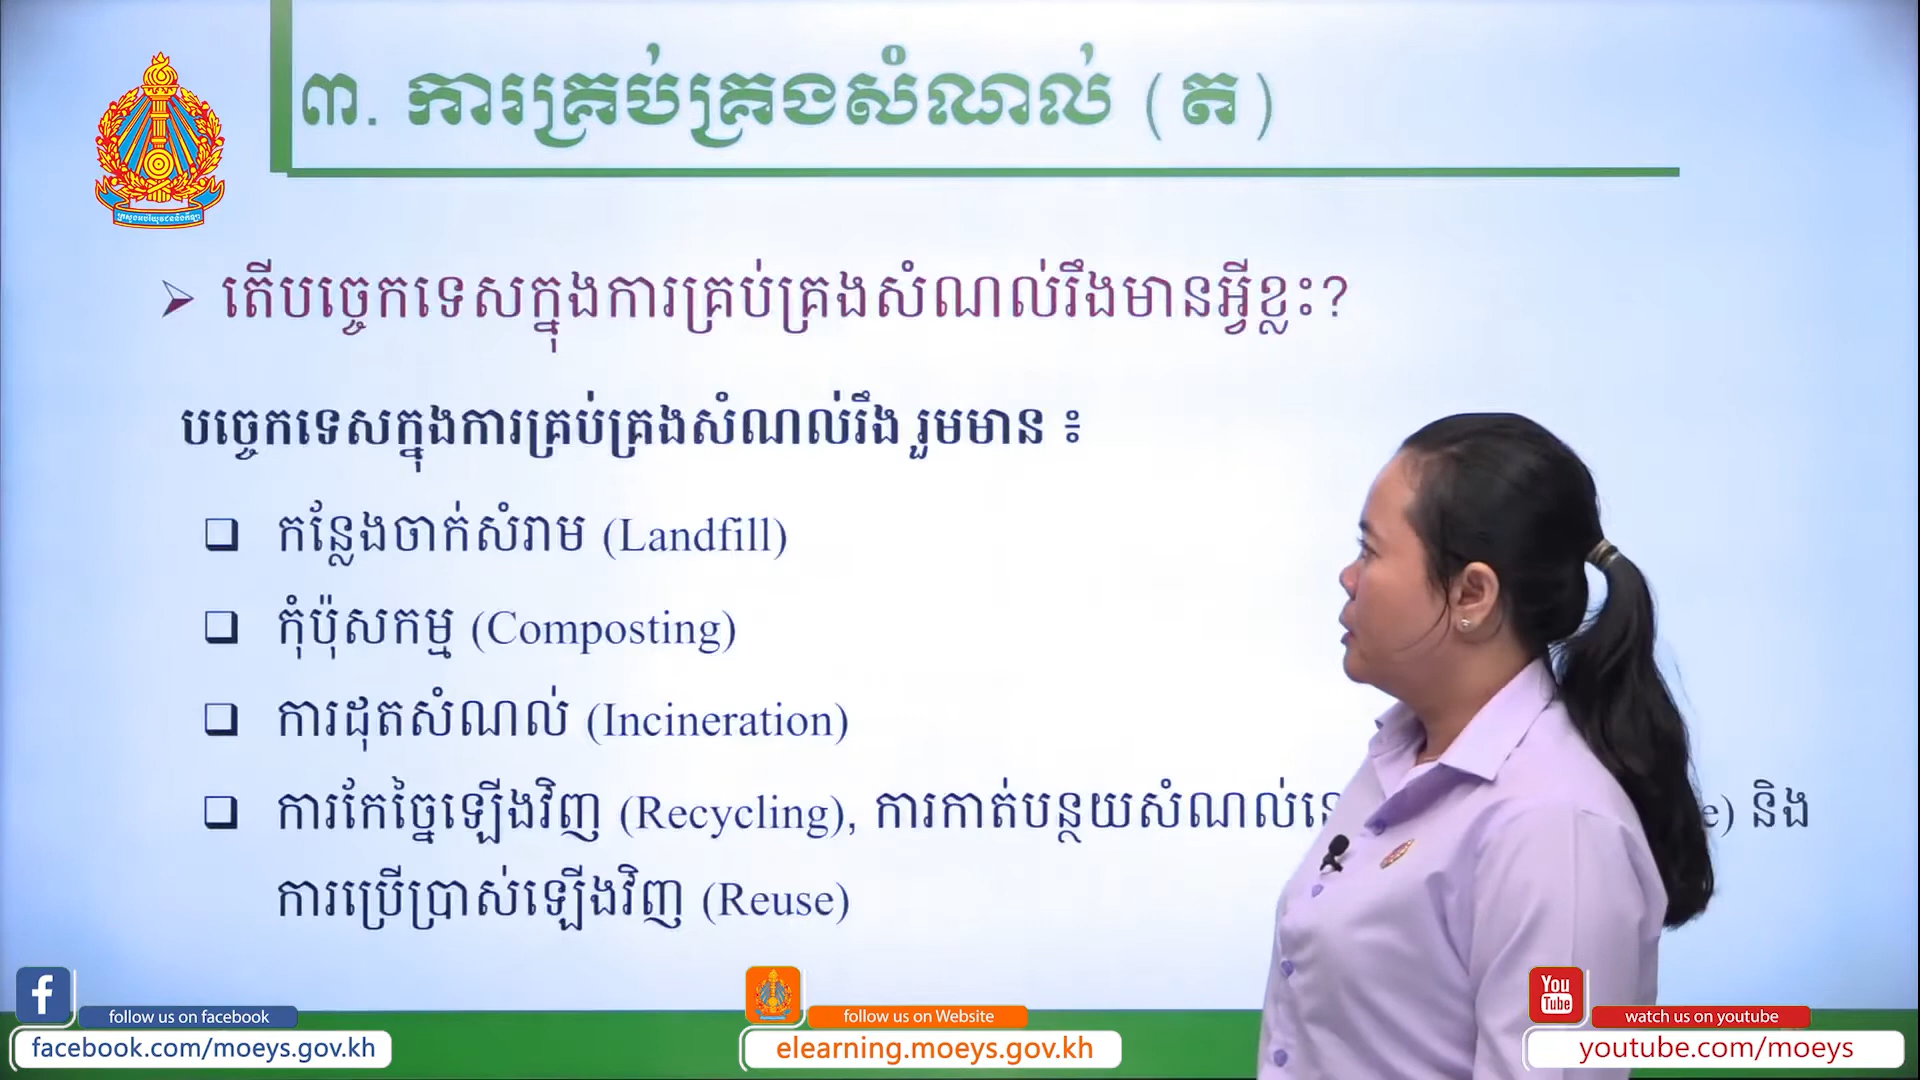 ៣. ការគ្រប់គ្រងសំណល់ (ត)
តើបច្ចេកទេសក្នុងការគ្រប់គ្រងសំណល់រឹងមានអ្វីខ្លះ?
បច្ចេកទេសក្នុងការគ្រប់គ្រងសំណល់រឹង រួមមាន ៖
កន្លែងចាក់សំរាម (Landfill)
កុំប៉ុសកម្ម (Composting)
ការដុតសំណល់ (Incineration)
ការកែច្នៃឡើងវិញ (Recycling), ការកាត់បន្ថយសំណល់ និង
ការប្រើប្រាស់ឡើងវិញ (Reuse)
follow us on facebook
facebook.com/moeys.gov.kh
follow us on Website
elearning.moeys.gov.kh
You
Tube
watch us on youtube
youtube.com/moeys